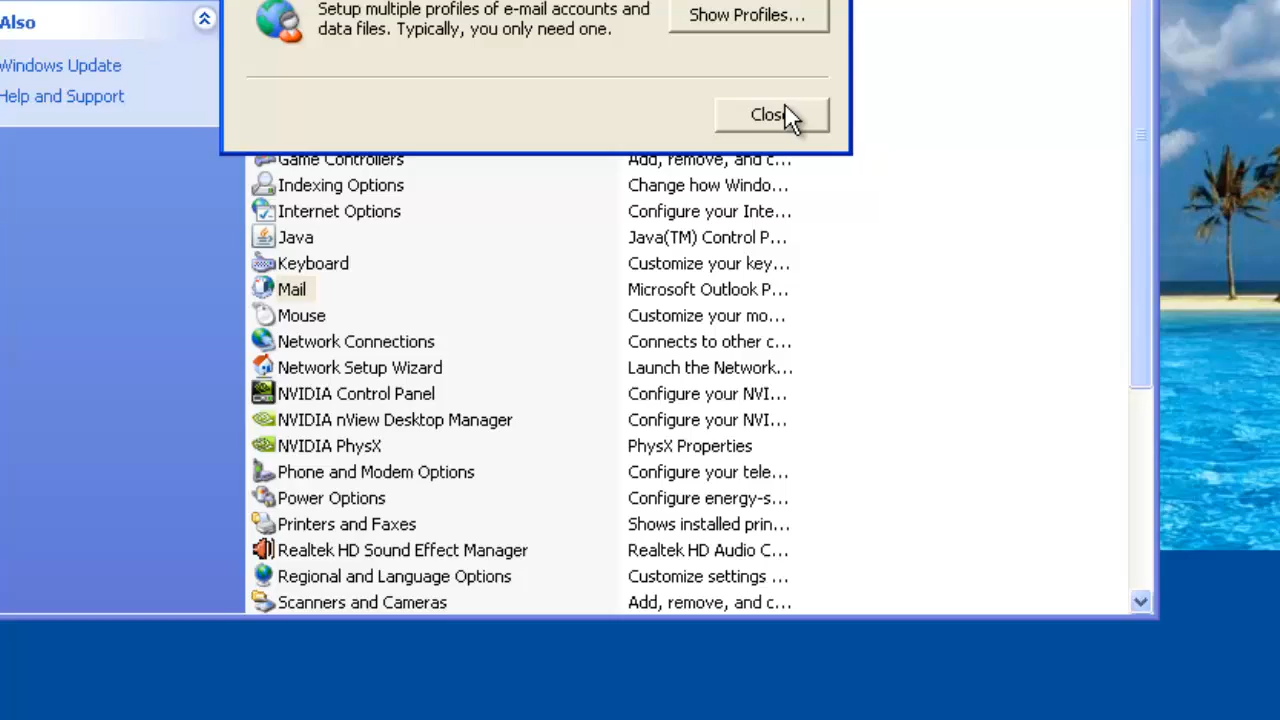 Also
Windows Update
Help and Support
Setup multiple profiles of e-mail accounts and
data files. Typically, you only need one.
Show Profiles...
Close
Game Controllers Add, remove, and c...
Indexing Options Change how Windo...
Internet Options Configure your Inte...
Java Java(TM) Control P...
Keyboard Customize your key...
Mail Microsoft Outlook P...
Mouse Customize your mo...
Network Connections Connects to other c...
Network Setup Wizard Launch the Network...
NVIDIA Control Panel Configure your NVI...
NVIDIA nView Desktop Manager Configure your NVI...
NVIDIA PhysX PhysX Properties
Phone and Modem Options Configure your tele...
Power Options Configure energy-s...
Printers and Faxes Shows installed prin...
Realtek HD Sound Effect Manager Realtek HD Audio C...
Regional and Language Options Customize settings ...
Scanners and Cameras Add, remove, and c...